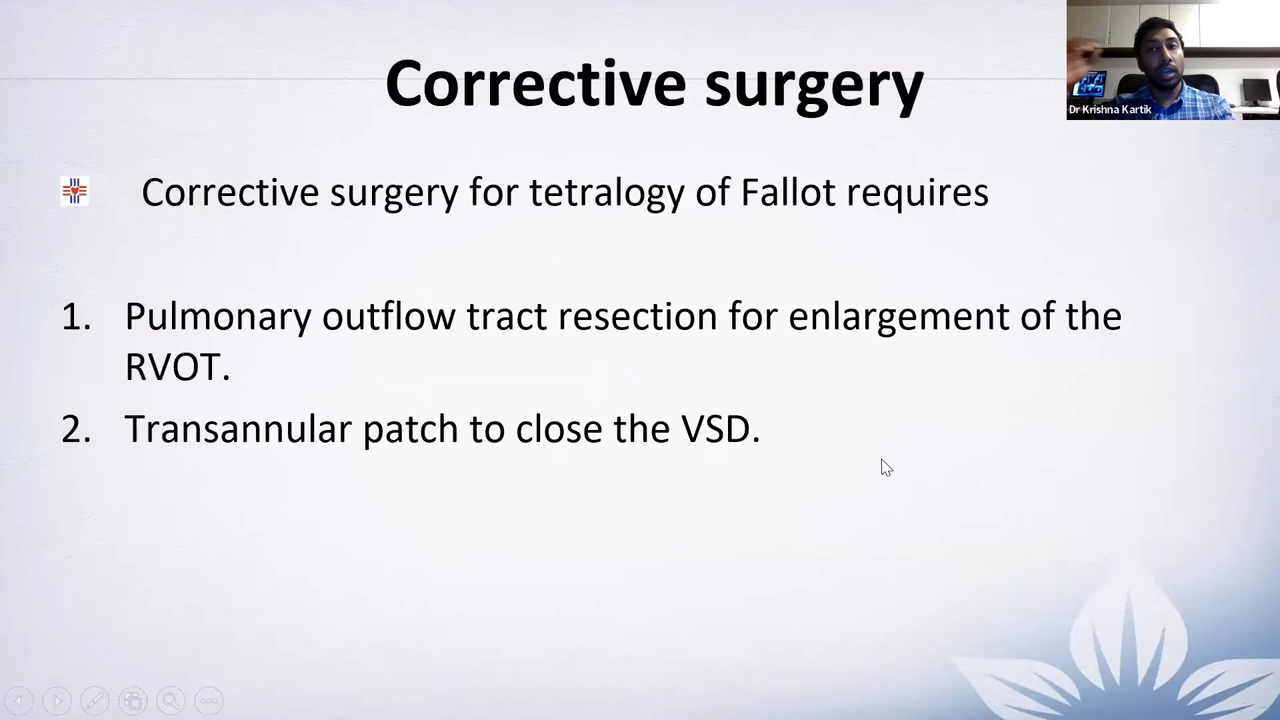 Corrective surgery
Dr Krishna Kartik
Corrective surgery for tetralogy of Fallot requires
1. Pulmonary outflow tract resection for enlargement of the
RVOT.
2. Transannular patch to close the VSD.